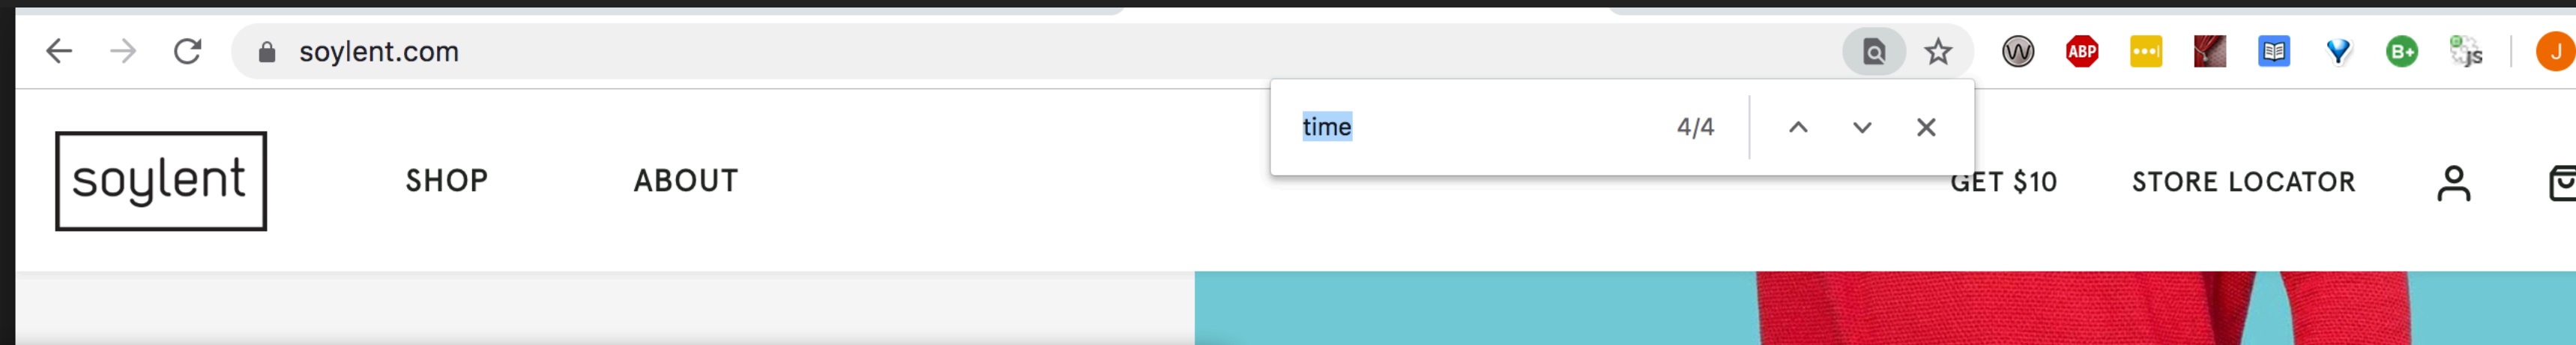 soylent.com
W
ABP
B+
js
J
time
4/4
soylent
SHOP
ABOUT
GET $10
STORE LOCATOR